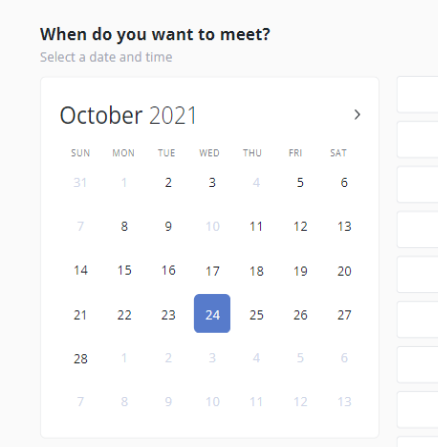 When do you want to meet?
Select a date and time
October 2021 >
SUN MON TUE WED THU FRI SAT
31 1 2 3 4 5 6
7 8 9 10 11 12 13
14 15 16 17 18 19 20
21 22 23 24 25 26 27
28 1 2 3 4 5 6
7 8 9 10 11 12 13